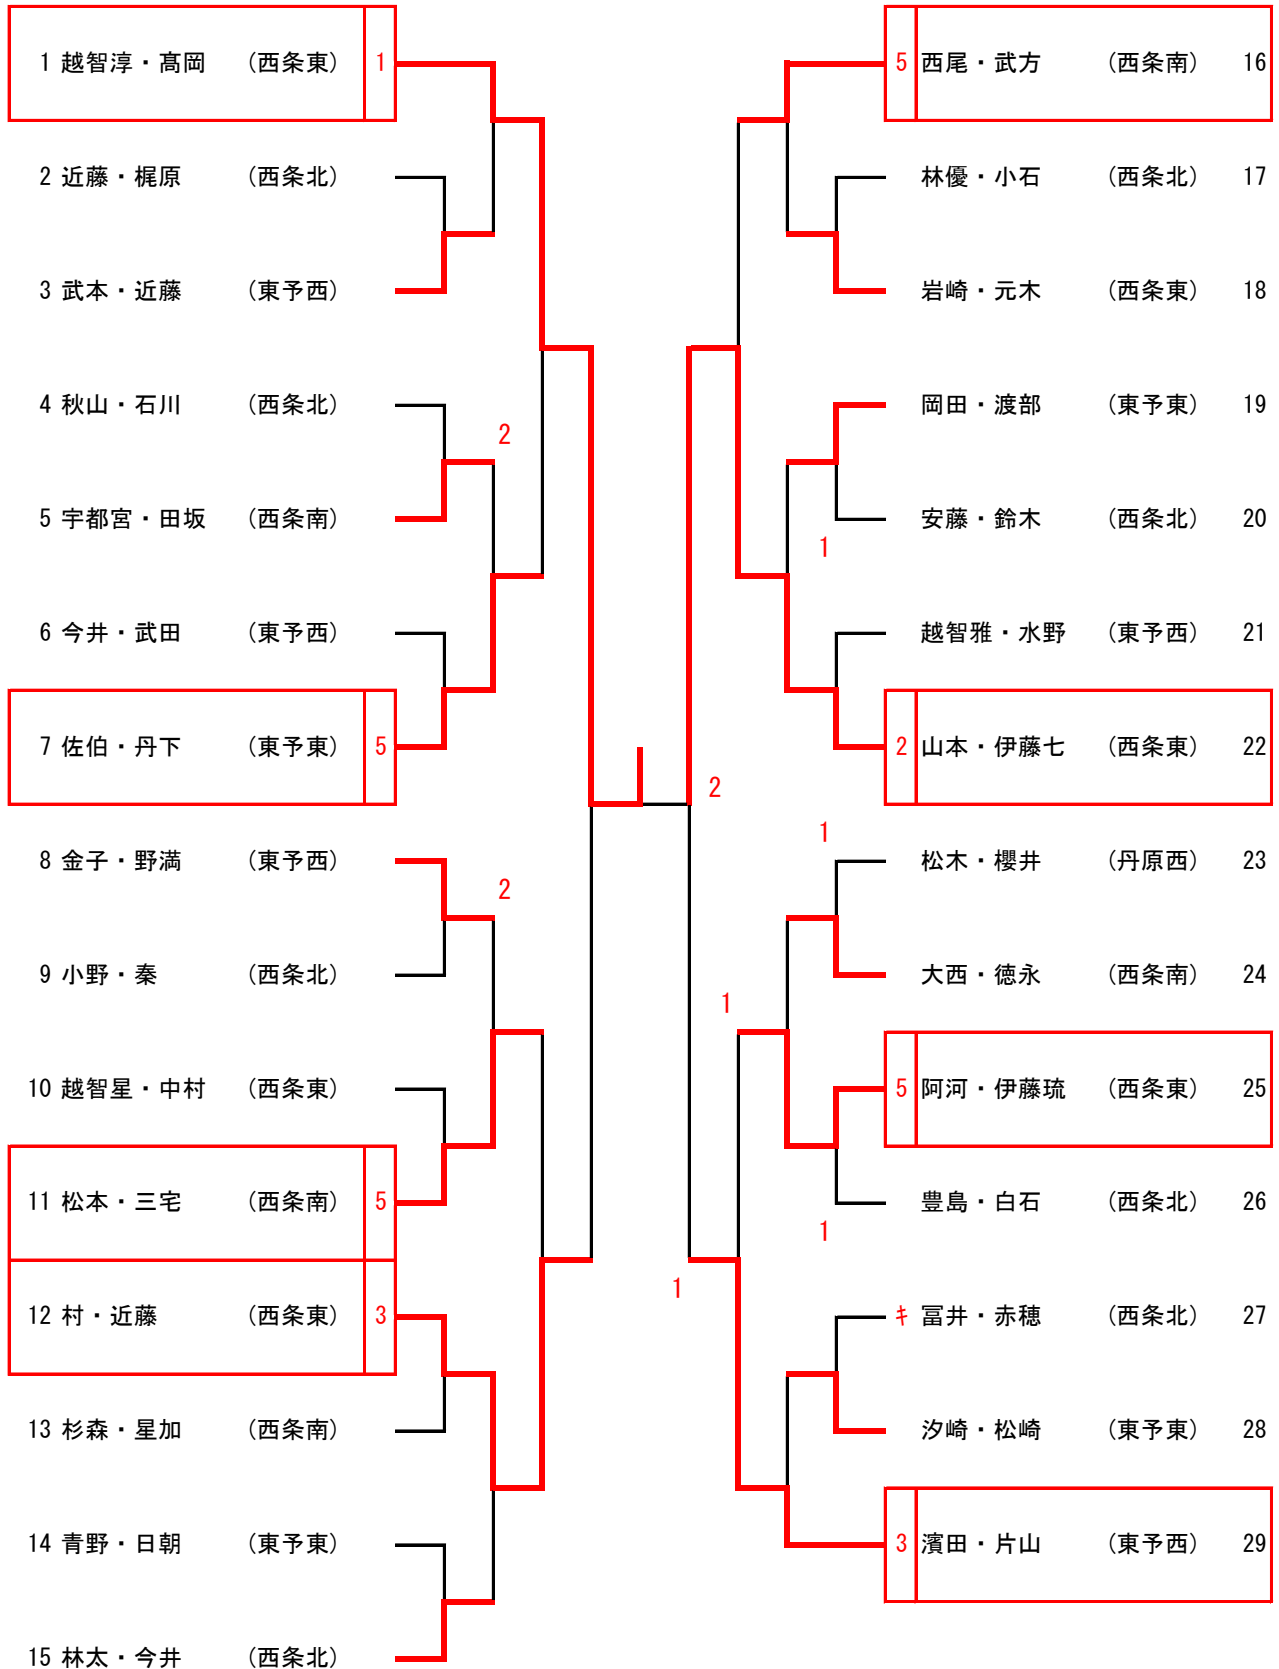 1 越智淳・髙岡 (西条東) 1
2 近藤・梶原 (西条北)
3 武本・近藤 (東予西)
4 秋山・石川 (西条北)
2
5 宇都宮・田坂 (西条南)
6 今井・武田 (東予西)
7 佐伯・丹下 (東予東) 5
8 金子・野満 (東予西)
2
9 小野・秦 (西条北)
10 越智星・中村 (西条東)
11 松本・三宅 (西条南) 5
12 村・近藤 (西条東) 3
13 杉森・星加 (西条南)
14 青野・日朝 (東予東)
15 林太・今井 (西条北)
5 西尾・武方 (西条南) 16
林優・小石 (西条北) 17
岩崎・元木 (西条東) 18
岡田・渡部 (東予東) 19
安藤・鈴木 (西条北) 20
1
越智雅・水野 (東予西) 21
2 山本・伊藤七 (西条東) 22
2
1
松木・櫻井 (丹原西) 23
大西・徳永 (西条南) 24
1
5 阿河・伊藤琉 (西条東) 25
豊島・白石 (西条北) 26
1
1
キ 冨井・赤穂 (西条北) 27
汐崎・松崎 (東予東) 28
3 濱田・片山 (東予西) 29